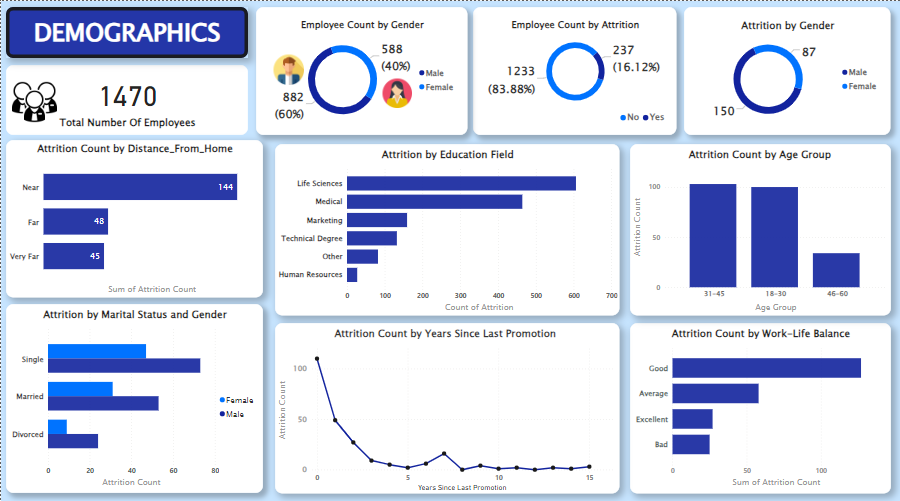 DEMOGRAPHICS
1470
Total Number Of Employees
Employee Count by Gender
588
(40%)
882
(60%)
Male
Female
Employee Count by Attrition
237
(16.12%)
1233
(83.88%)
No Yes
Attrition by Gender
87
150
Male
Female
Attrition Count by Distance_From_Home
Near 144
Far 48
Very Far 45
Sum of Attrition Count
Attrition by Education Field
Life Sciences
Medical
Marketing
Technical Degree
Other
Human Resources
0 100 200 300 400 500 600 700
Count of Attrition
Attrition Count by Age Group
Attrition Count
100
50
0
31-45 18-30 46-60
Age Group
Attrition by Marital Status and Gender
Single
Married
Divorced
Female
Male
0 20 40 60 80
Attrition Count
Attrition Count by Years Since Last Promotion
Attrition Count
100
50
0
0 5 10 15
Years Since Last Promotion
Attrition Count by Work-Life Balance
Good
Average
Excellent
Bad
0 50 100
Sum of Attrition Count